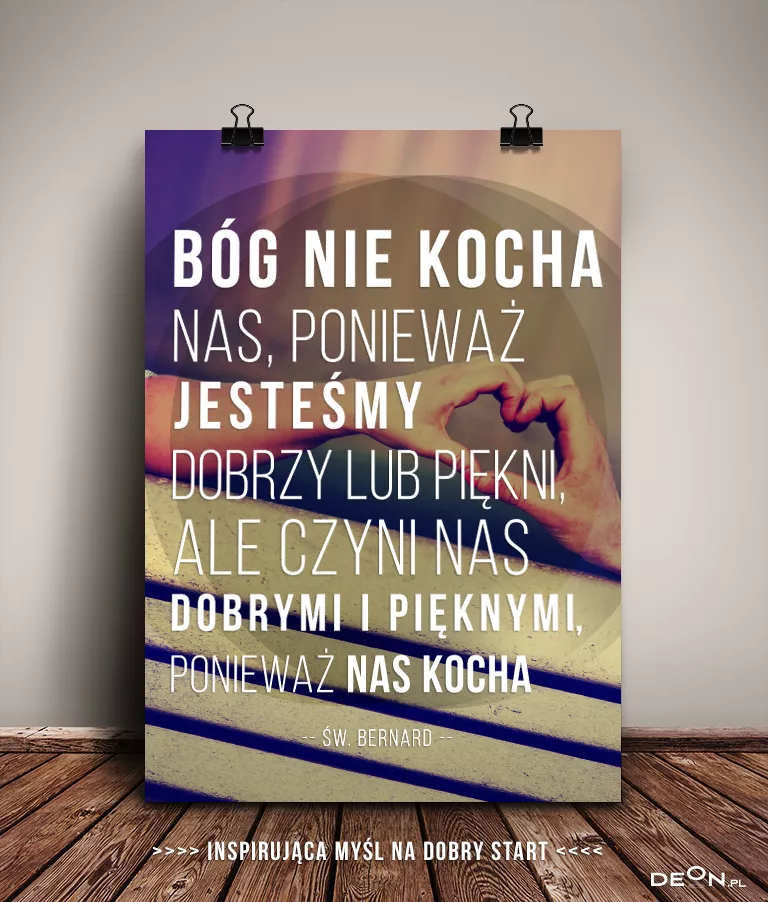 BÓG NIE KOCHA
NAS, PONIEWAŻ
JESTEŚMY
DOBRZY LUB PIĘKNI,
ALE CZYNI NAS
DOBRYMI I PIĘKNYMI,
PONIEWAŻ NAS KOCHA
-- ŚW. BERNARD --
>>>> INSPIRUJĄCA MYŚL NA DOBRY START <<<<
DEON.PL